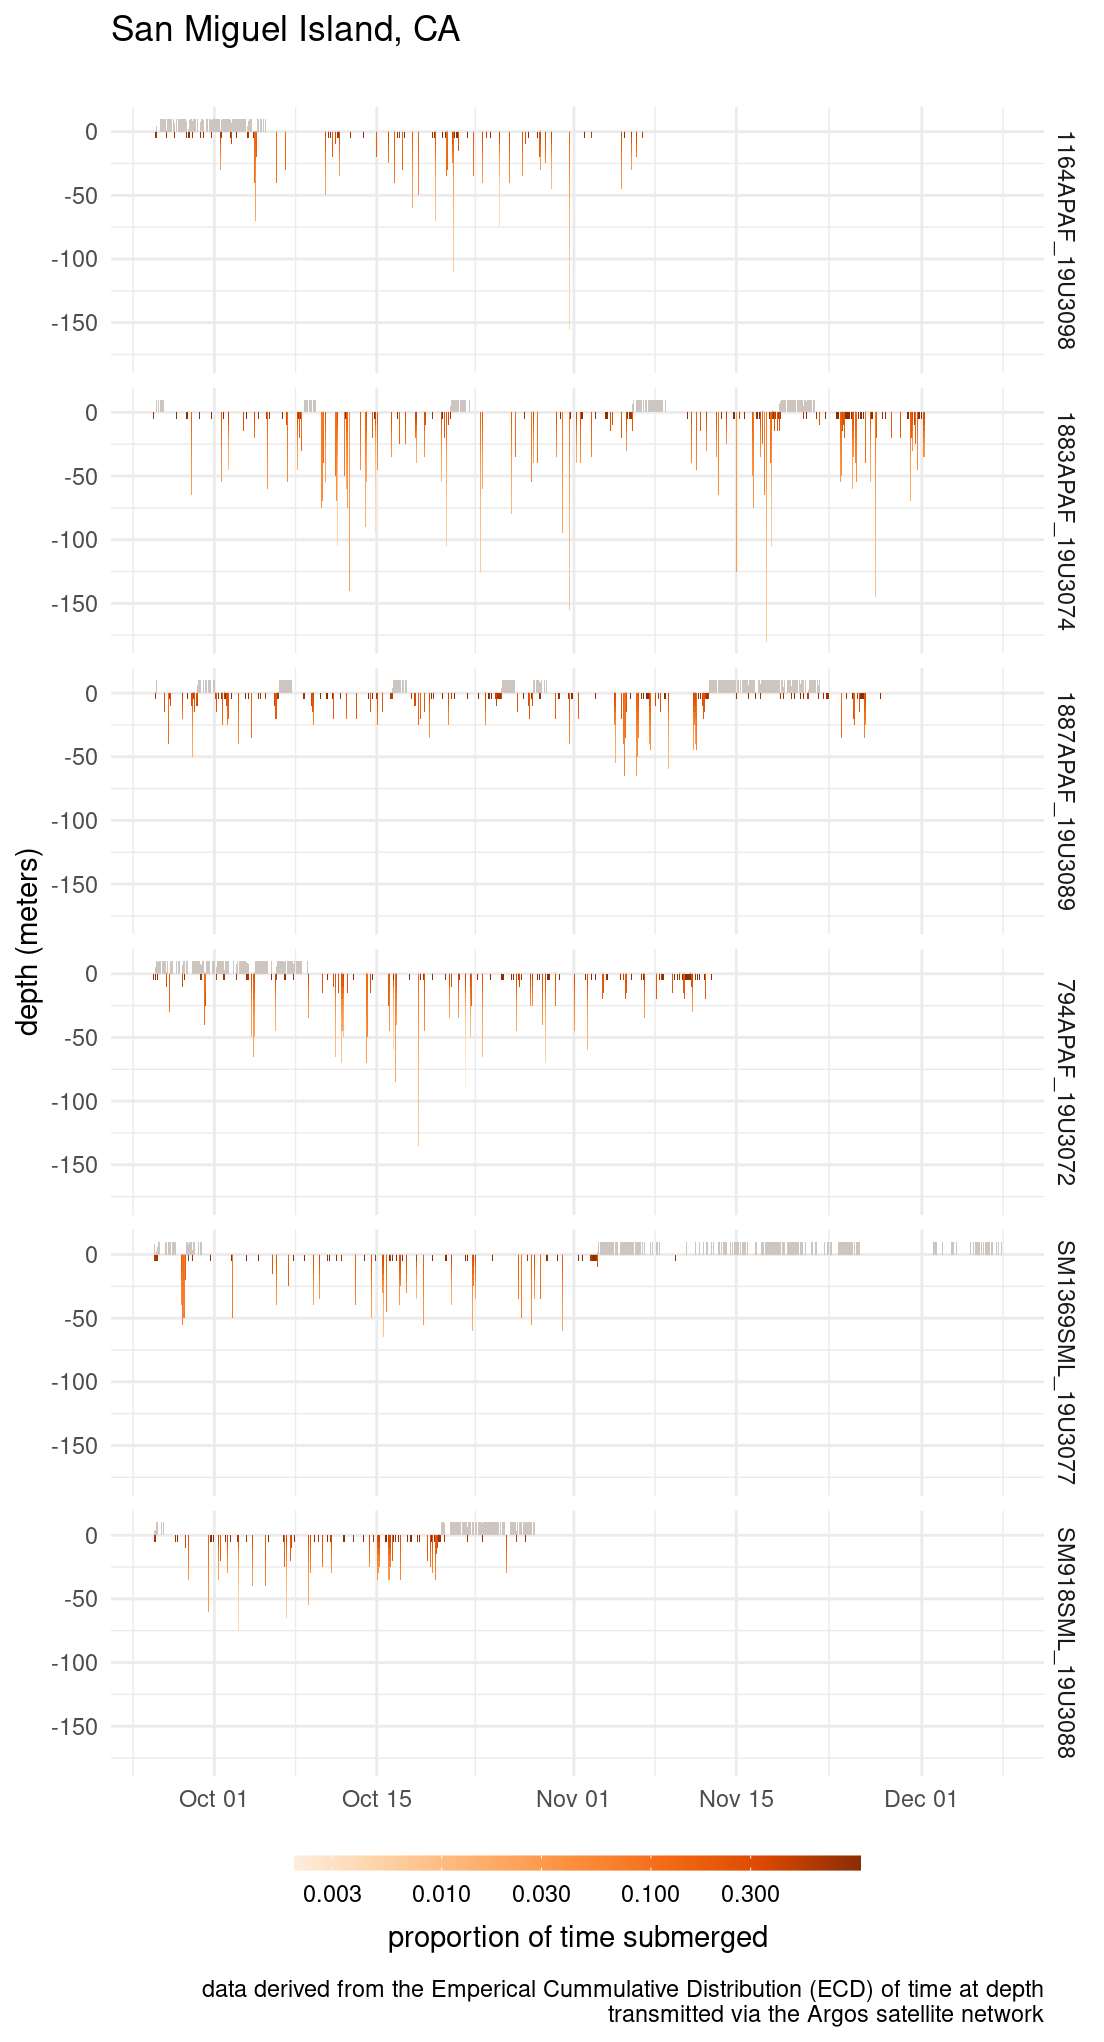 San Miguel Island, CA
0
-50
-100
-150
1164APAF_19U3098
0
-50
-100
-150
1883APAF_19U3074
0
-50
-100
-150
1887APAF_19U3089
depth (meters)
0
-50
-100
-150
794APAF_19U3072
0
-50
-100
-150
SM1369SML_19U3077
0
-50
-100
-150
SM918SML_19U3088
Oct 01 Oct 15 Nov 01 Nov 15 Dec 01
0.003 0.010 0.030 0.100 0.300
proportion of time submerged
data derived from the Emperical Cummulative Distribution (ECD) of time at depth
transmitted via the Argos satellite network